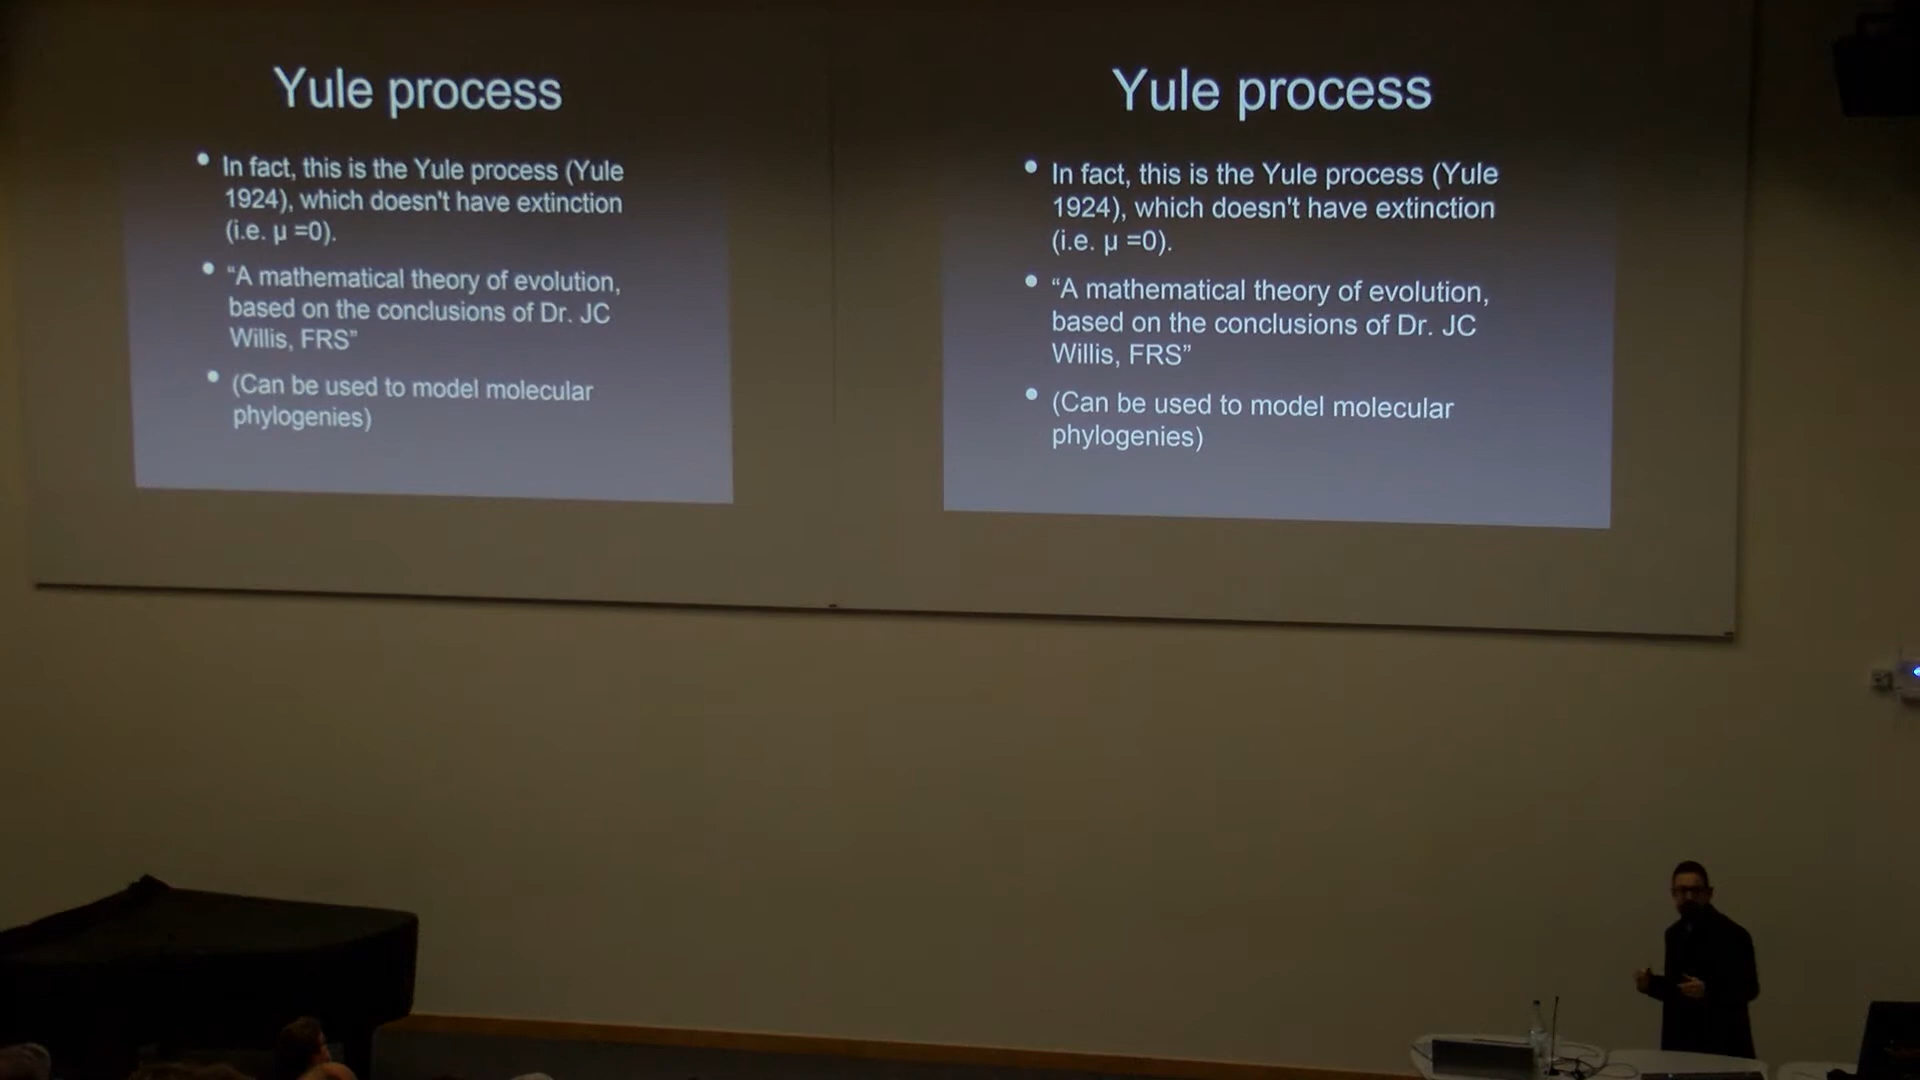 Yule process
• In fact, this is the Yule process (Yule
1924), which doesn't have extinction
(i.e. μ =0).
• “A mathematical theory of evolution,
based on the conclusions of Dr. JC
Willis, FRS”
• (Can be used to model molecular
phylogenies)
Yule process
• In fact, this is the Yule process (Yule
1924), which doesn't have extinction
(i.e. μ =0).
• “A mathematical theory of evolution,
based on the conclusions of Dr. JC
Willis, FRS”
• (Can be used to model molecular
phylogenies)